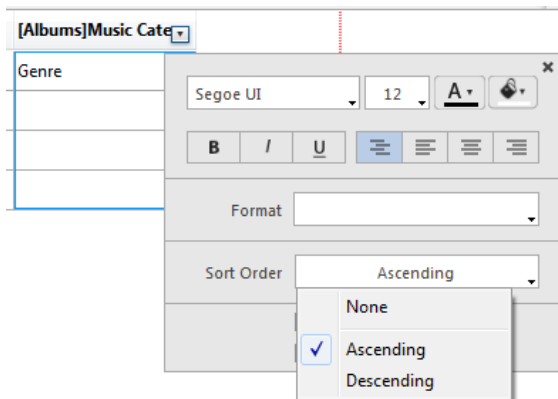 [Albums]Music Cate
Genre
Segoe UI 12 A
B I U
Format
Sort Order Ascending
None
Ascending
Descending